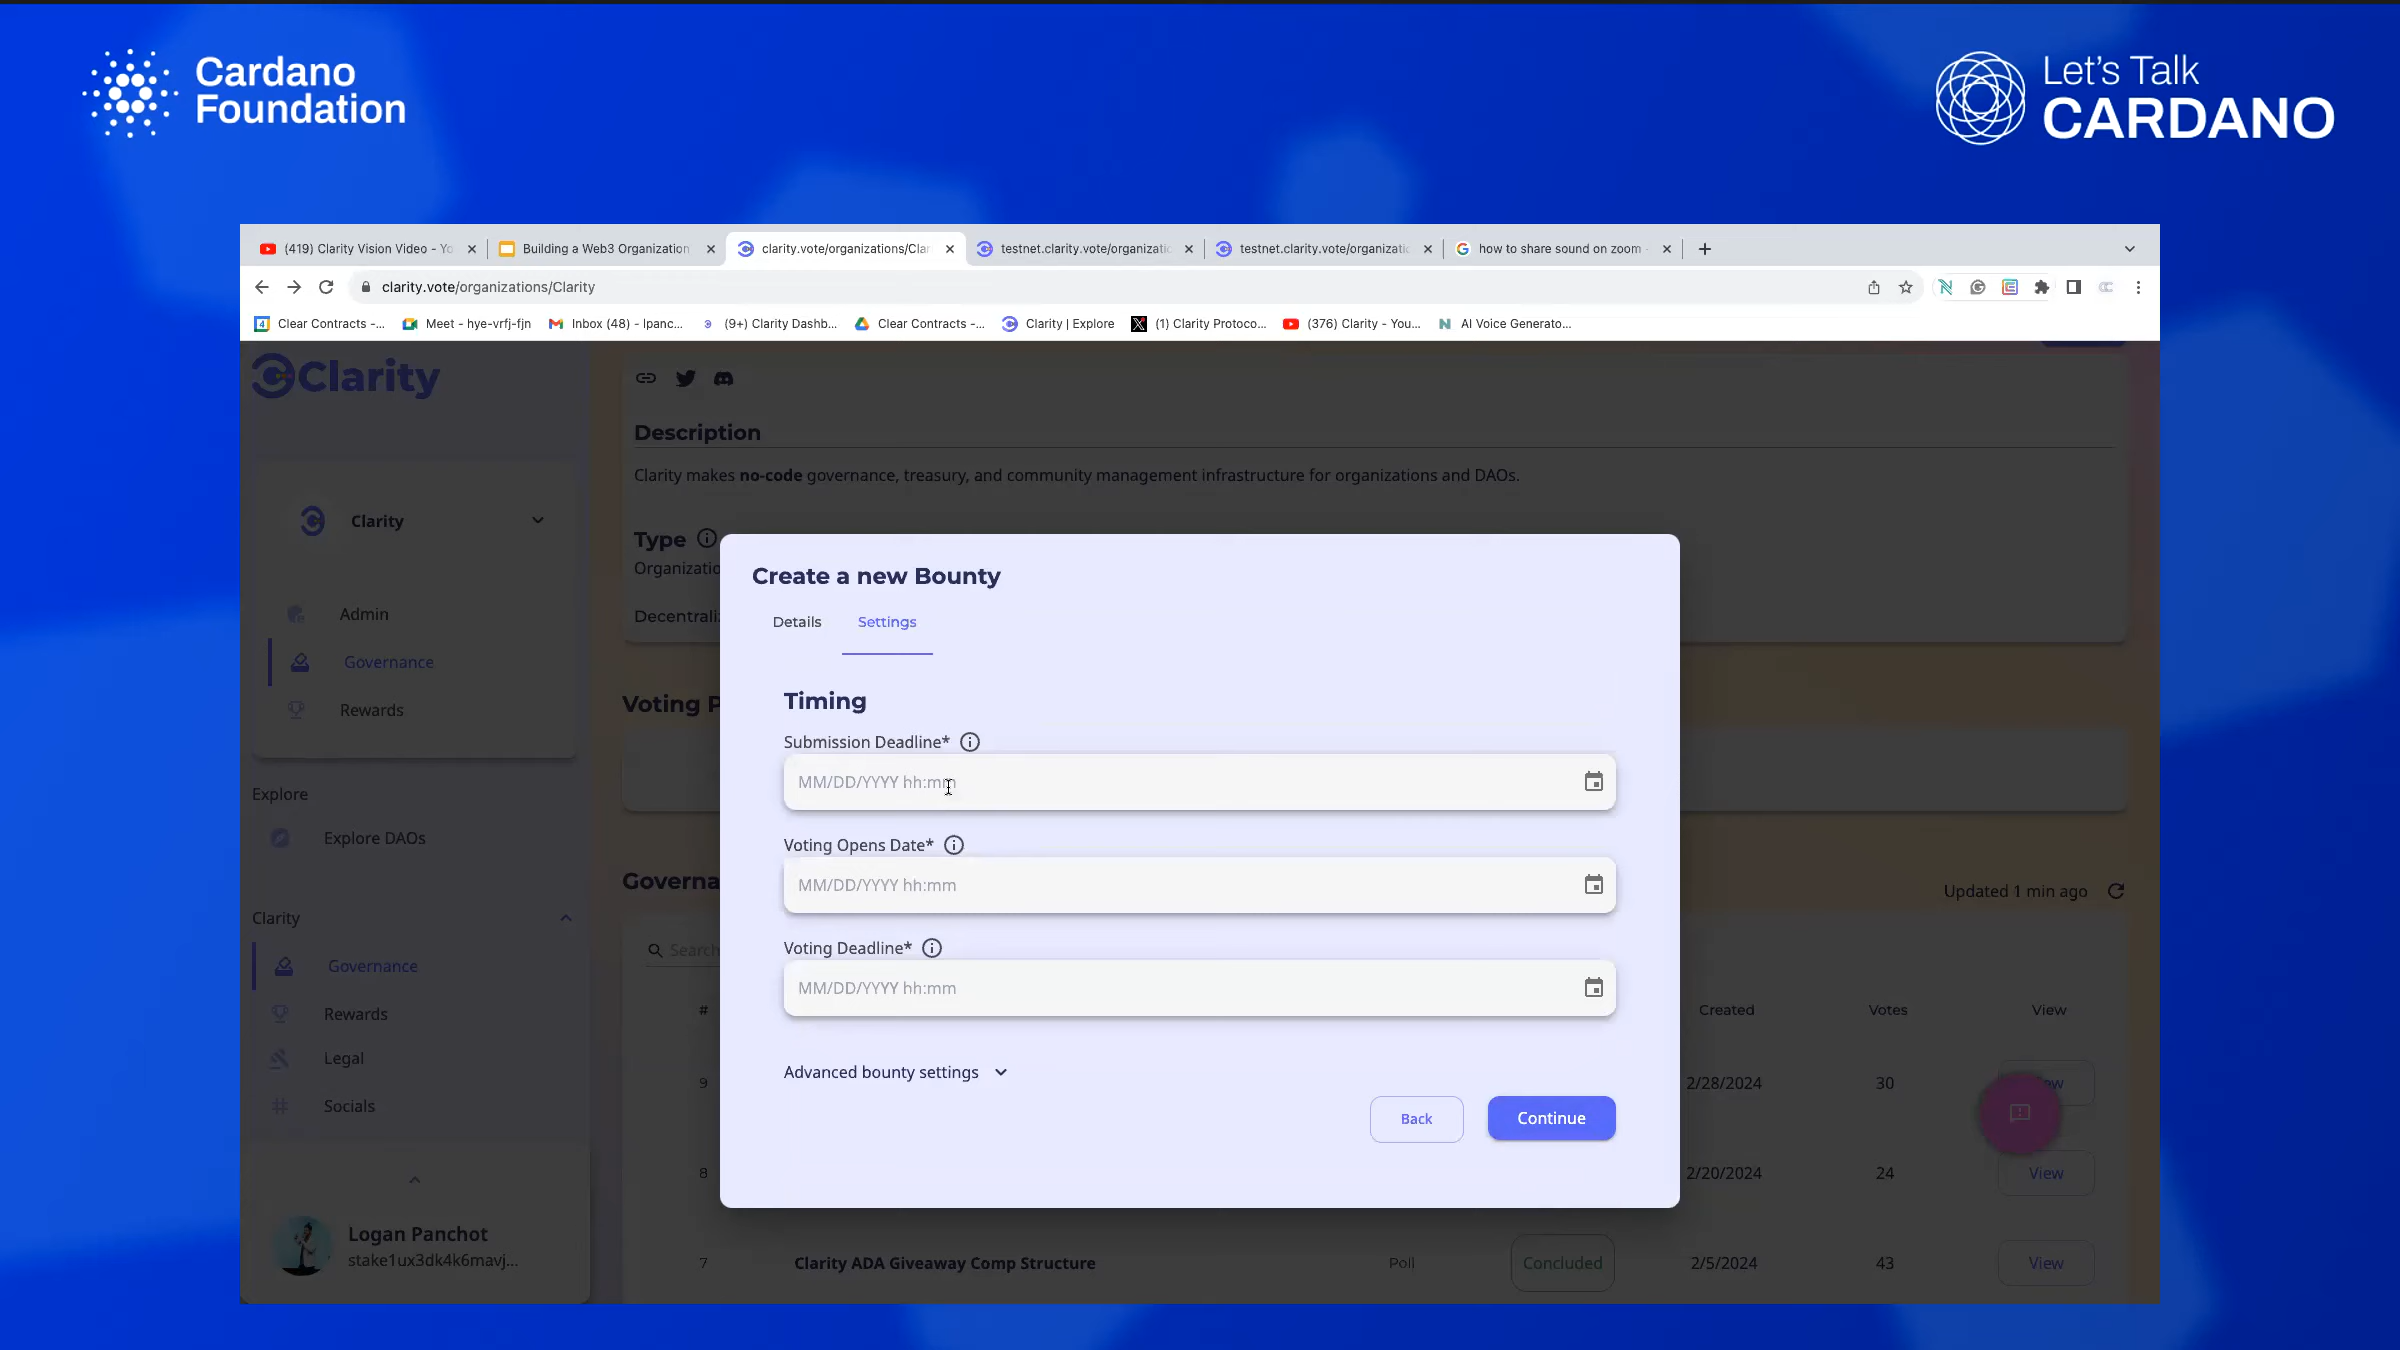 Cardano
Foundation
Let's Talk
CARDANO
(419) Clarity Vision Video - Yo
Building a Web3 Organization
clarity.vote/organizations/Clar
testnet.clarity.vote/organizatic
testnet.clarity.vote/organizatic
how to share sound on zoom -
clarity.vote/organizations/Clarity
Clear Contracts -...
Meet - hye-vrfj-fjn
Inbox (48) - lpanc...
(9+) Clarity Dashb...
Clear Contracts -...
Clarity | Explore
(1) Clarity Protoco...
(376) Clarity - You...
AI Voice Generato...
Clarity
Clarity
Admin
Governance
Rewards
Explore
Explore DAOs
Clarity
Governance
Rewards
Legal
Socials
Logan Panchot
stake1ux3dk4k6mavj...
Description
Clarity makes no-code governance, treasury, and community management infrastructure for organizations and DAOs.
Type
Organizatio
Decentraliz
Voting P
Governa
Updated 1 min ago
Search
# Created Votes View
9 2/28/2024 30
8 2/20/2024 24 View
7 Clarity ADA Giveaway Comp Structure Poll Concluded 2/5/2024 43 View
Create a new Bounty
Details Settings
Timing
Submission Deadline*
MM/DD/YYYY hh:mm
Voting Opens Date*
MM/DD/YYYY hh:mm
Voting Deadline*
MM/DD/YYYY hh:mm
Advanced bounty settings
Back
Continue